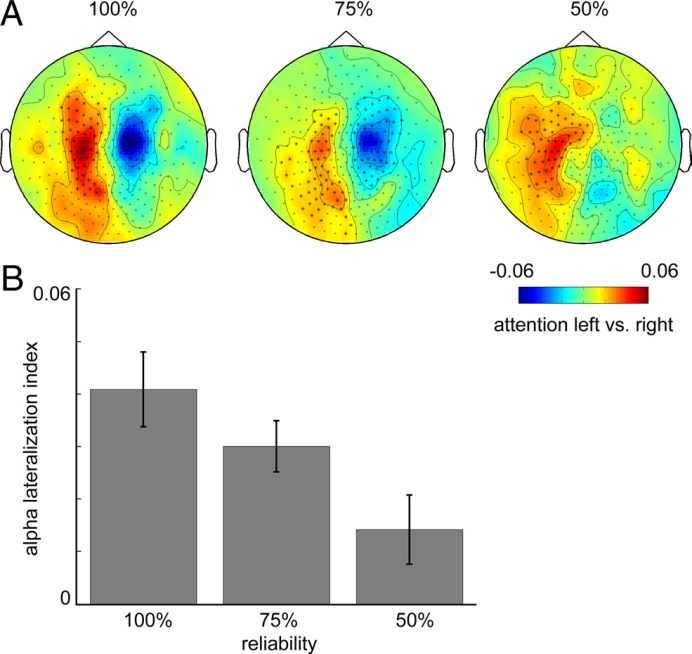 A
100% 75% 50%
-0.06 0.06
attention left vs. right
B
0.06
alpha lateralization index
0
100% 75% 50%
reliability